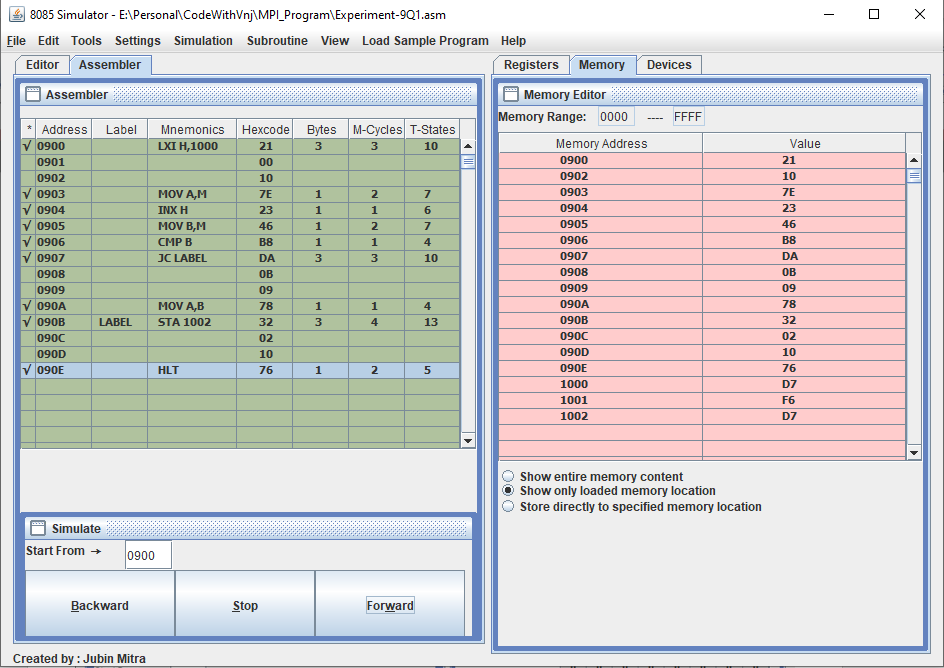 8085 Simulator - E:\Personal\CodeWithVnj\MPI_Program\Experiment-9Q1.asm
File Edit Tools Settings Simulation Subroutine View Load Sample Program Help
Editor Assembler
Assembler
* Address Label Mnemonics Hexcode Bytes M-Cycles T-States
√ 0900 LXI H,1000 21 3 3 10
0901 00
0902 10
√ 0903 MOV A,M 7E 1 2 7
√ 0904 INX H 23 1 1 6
√ 0905 MOV B,M 46 1 2 7
√ 0906 CMP B B8 1 1 4
√ 0907 JC LABEL DA 3 3 10
0908 0B
0909 09
√ 090A MOV A,B 78 1 1 4
√ 090B LABEL STA 1002 32 3 4 13
090C 02
090D 10
√ 090E HLT 76 1 2 5
Simulate
Start From → 0900
Backward Stop Forward
Created by : Jubin Mitra
Registers Memory Devices
Memory Editor
Memory Range: 0000 ---- FFFF
Memory Address Value
0900 21
0902 10
0903 7E
0904 23
0905 46
0906 B8
0907 DA
0908 0B
0909 09
090A 78
090B 32
090C 02
090D 10
090E 76
1000 D7
1001 F6
1002 D7
Show entire memory content
Show only loaded memory location
Store directly to specified memory location